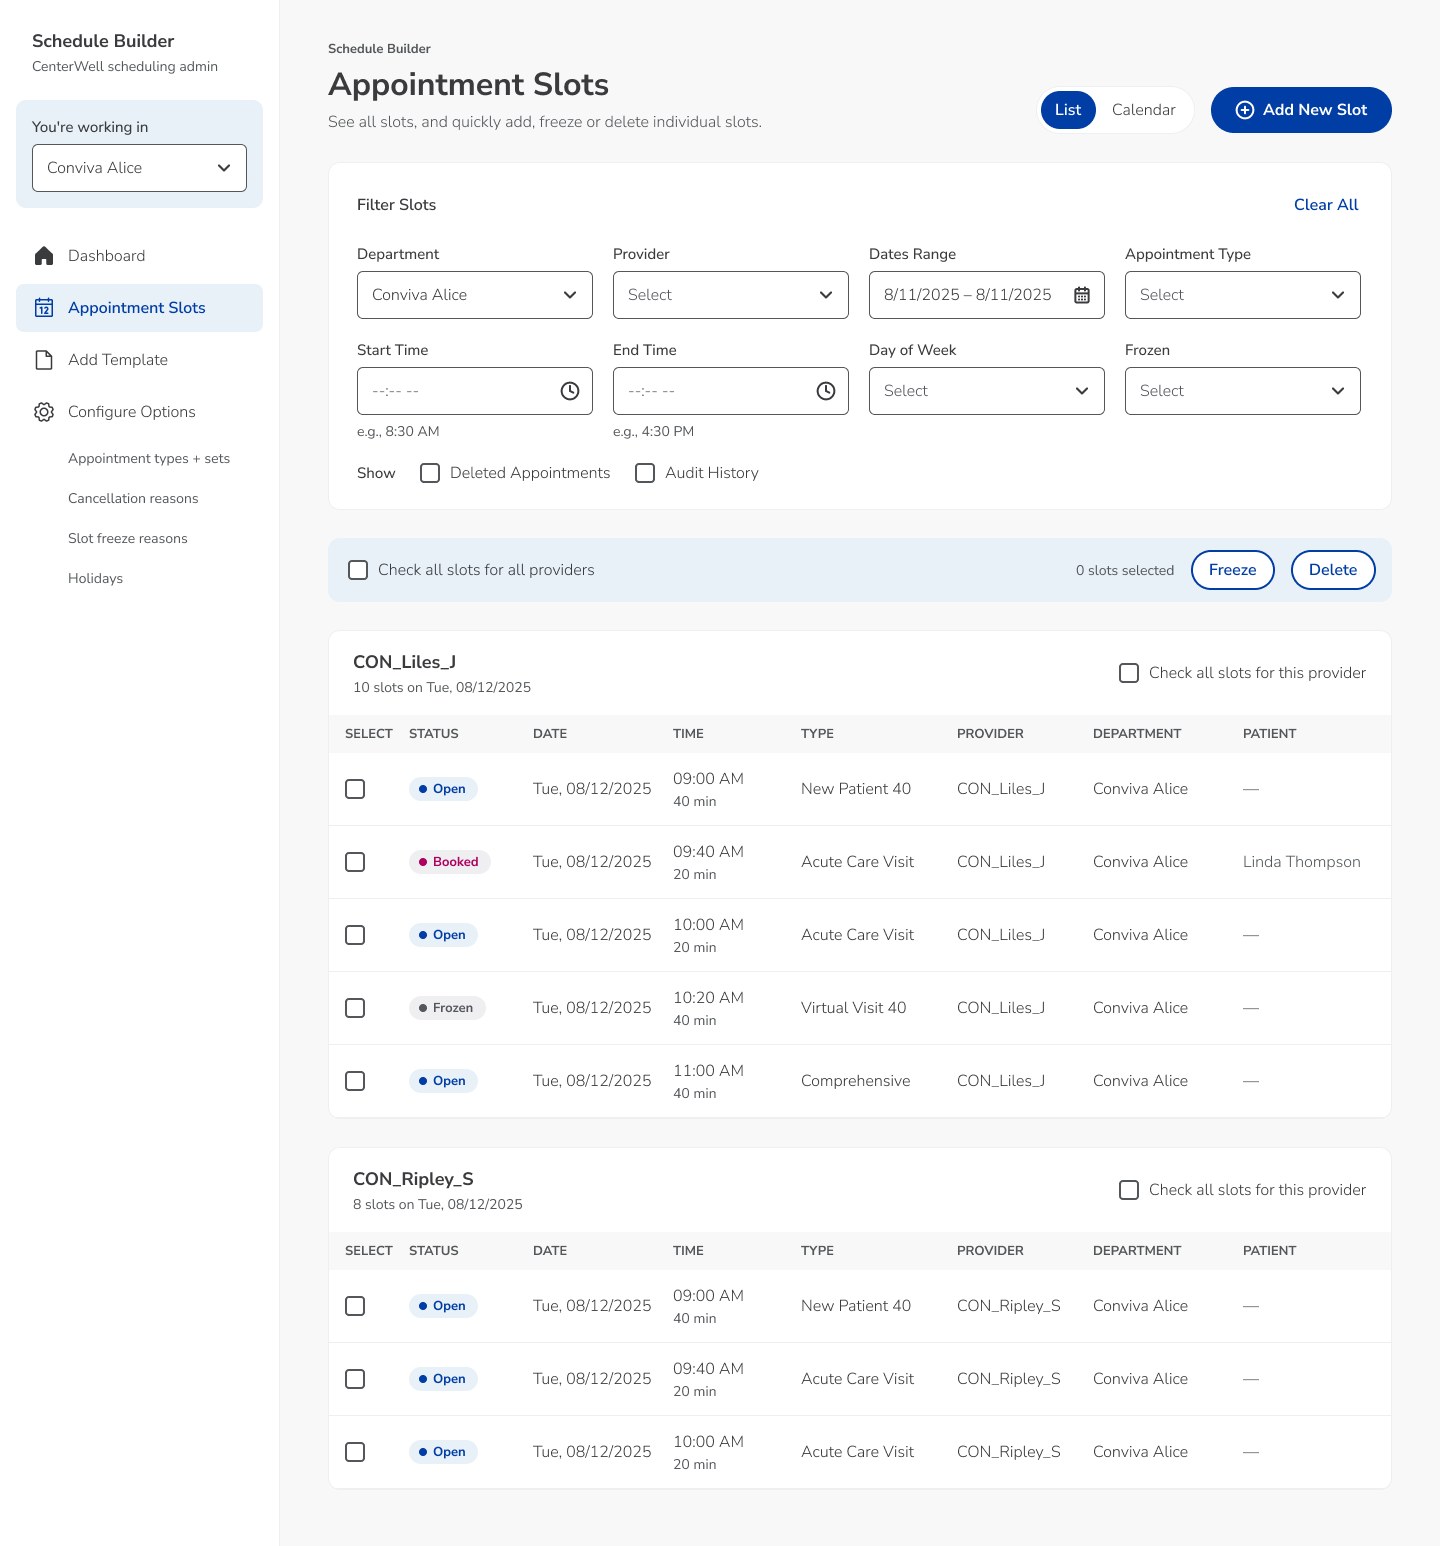 Schedule Builder
CenterWell scheduling admin
You're working in
Conviva Alice
Dashboard
Appointment Slots
Add Template
Configure Options
Appointment types + sets
Cancellation reasons
Slot freeze reasons
Holidays
Schedule Builder
Appointment Slots
See all slots, and quickly add, freeze or delete individual slots.
List Calendar Add New Slot
Filter Slots Clear All
Department Provider Dates Range Appointment Type
Conviva Alice Select 8/11/2025 – 8/11/2025 Select
Start Time End Time Day of Week Frozen
--:-- -- --:-- -- Select Select
e.g., 8:30 AM e.g., 4:30 PM
Show Deleted Appointments Audit History
Check all slots for all providers 0 slots selected Freeze Delete
CON_Liles_J
10 slots on Tue, 08/12/2025
Check all slots for this provider
SELECT STATUS DATE TIME TYPE PROVIDER DEPARTMENT PATIENT
Open Tue, 08/12/2025 09:00 AM New Patient 40 CON_Liles_J Conviva Alice —
40 min
Booked Tue, 08/12/2025 09:40 AM Acute Care Visit CON_Liles_J Conviva Alice Linda Thompson
20 min
Open Tue, 08/12/2025 10:00 AM Acute Care Visit CON_Liles_J Conviva Alice —
20 min
Frozen Tue, 08/12/2025 10:20 AM Virtual Visit 40 CON_Liles_J Conviva Alice —
40 min
Open Tue, 08/12/2025 11:00 AM Comprehensive CON_Liles_J Conviva Alice —
40 min
CON_Ripley_S
8 slots on Tue, 08/12/2025
Check all slots for this provider
SELECT STATUS DATE TIME TYPE PROVIDER DEPARTMENT PATIENT
Open Tue, 08/12/2025 09:00 AM New Patient 40 CON_Ripley_S Conviva Alice —
40 min
Open Tue, 08/12/2025 09:40 AM Acute Care Visit CON_Ripley_S Conviva Alice —
20 min
Open Tue, 08/12/2025 10:00 AM Acute Care Visit CON_Ripley_S Conviva Alice —
20 min